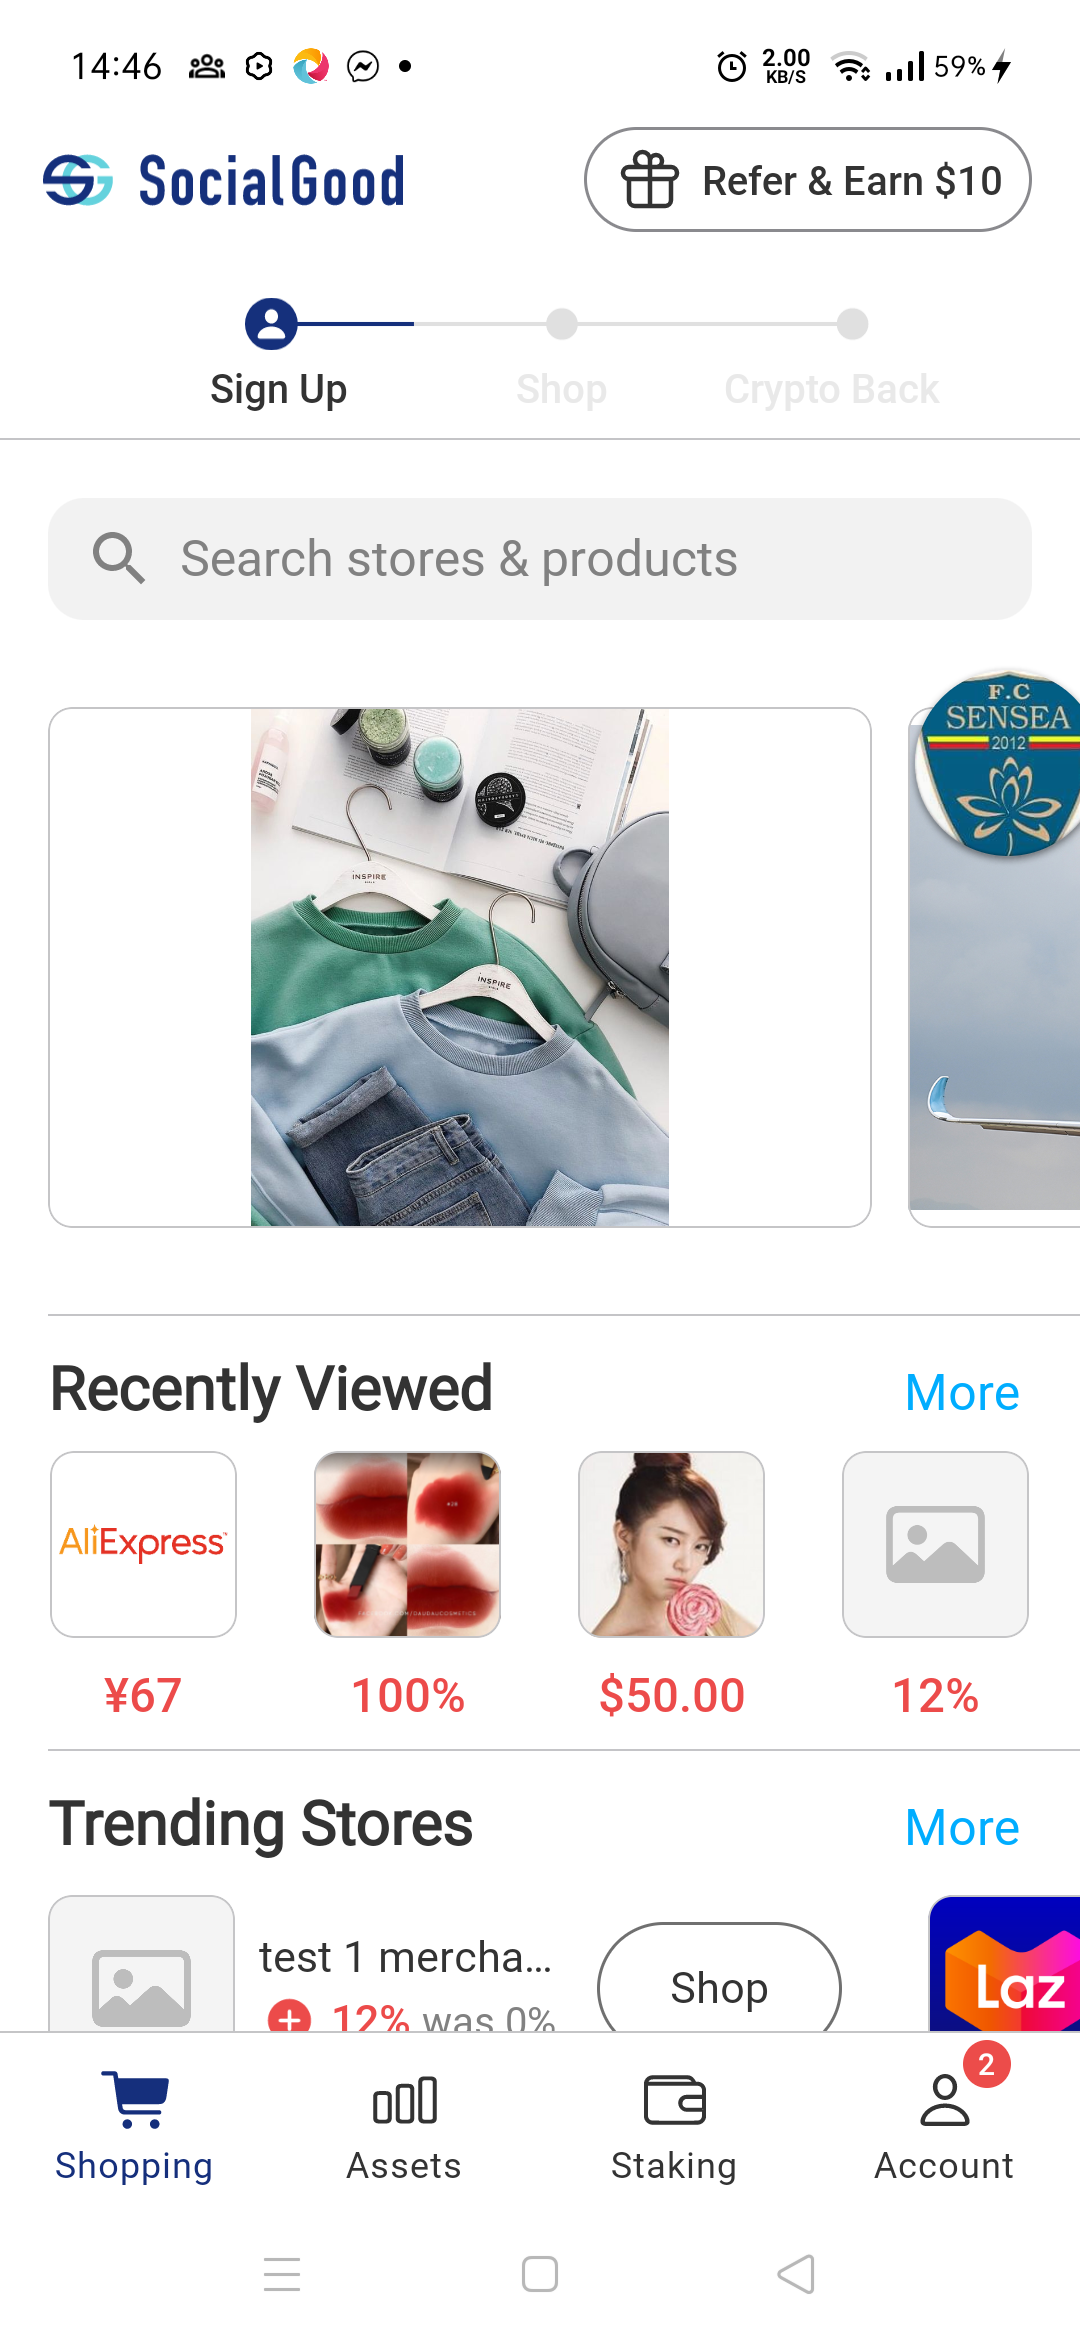 14:46
2.00
KB/S
59%
SocialGood
Refer & Earn $10
Sign Up
Shop
Crypto Back
Search stores & products
F.C
SENSEA
2012
INSPIRE
INSPIRE
Recently Viewed
More
AliExpress
¥67
100%
$50.00
12%
Trending Stores
More
test 1 mercha...
12% was 0%
Shop
Laz
2
Shopping
Assets
Staking
Account